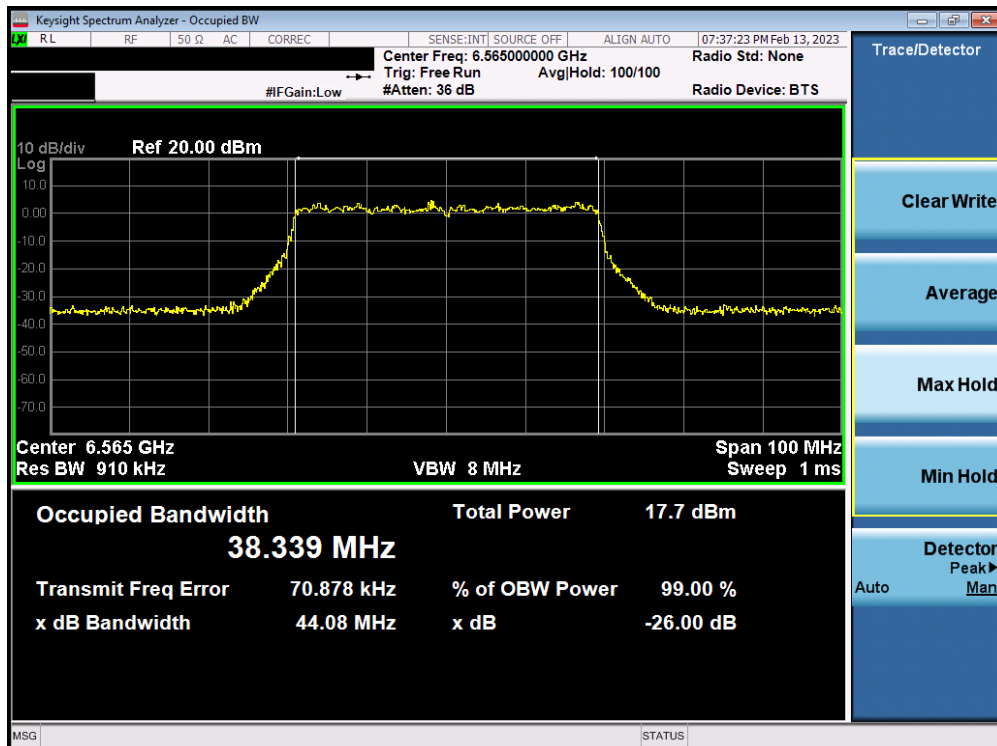 Keysight Spectrum Analyzer - Occupied BW
LXI RL RF 50 Ω AC CORREC SENSE:INT SOURCE OFF ALIGN AUTO 07:37:23 PM Feb 13, 2023
Center Freq: 6.565000000 GHz Radio Std: None
Trig: Free Run Avg|Hold: 100/100
#IFGain:Low #Atten: 36 dB Radio Device: BTS
Trace/Detector
10 dB/div Ref 20.00 dBm
Log
10.0
0.00
-10.0
-20.0
-30.0
-40.0
-50.0
-60.0
-70.0
Center 6.565 GHz Span 100 MHz
Res BW 910 kHz VBW 8 MHz Sweep 1 ms
Occupied Bandwidth Total Power 17.7 dBm
38.339 MHz
Transmit Freq Error 70.878 kHz % of OBW Power 99.00 %
x dB Bandwidth 44.08 MHz x dB -26.00 dB
Clear Write
Average
Max Hold
Min Hold
Detector
Peak▶
Auto Man
MSG STATUS